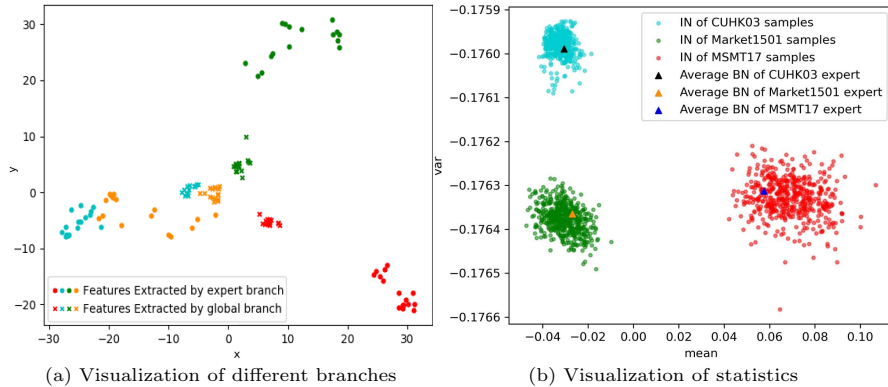 30
20
10
0
−10
−20
y
−30
−20
−10
0
10
20
30
x
Features Extracted by expert branch
Features Extracted by global branch
(a) Visualization of different branches
−0.1759
−0.1760
−0.1761
−0.1762
−0.1763
−0.1764
−0.1765
−0.1766
var
IN of CUHK03 samples
IN of Market1501 samples
IN of MSMT17 samples
Average BN of CUHK03 expert
Average BN of Market1501 expert
Average BN of MSMT17 expert
−0.04
−0.02
0.00
0.02
0.04
0.06
0.08
0.10
mean
(b) Visualization of statistics